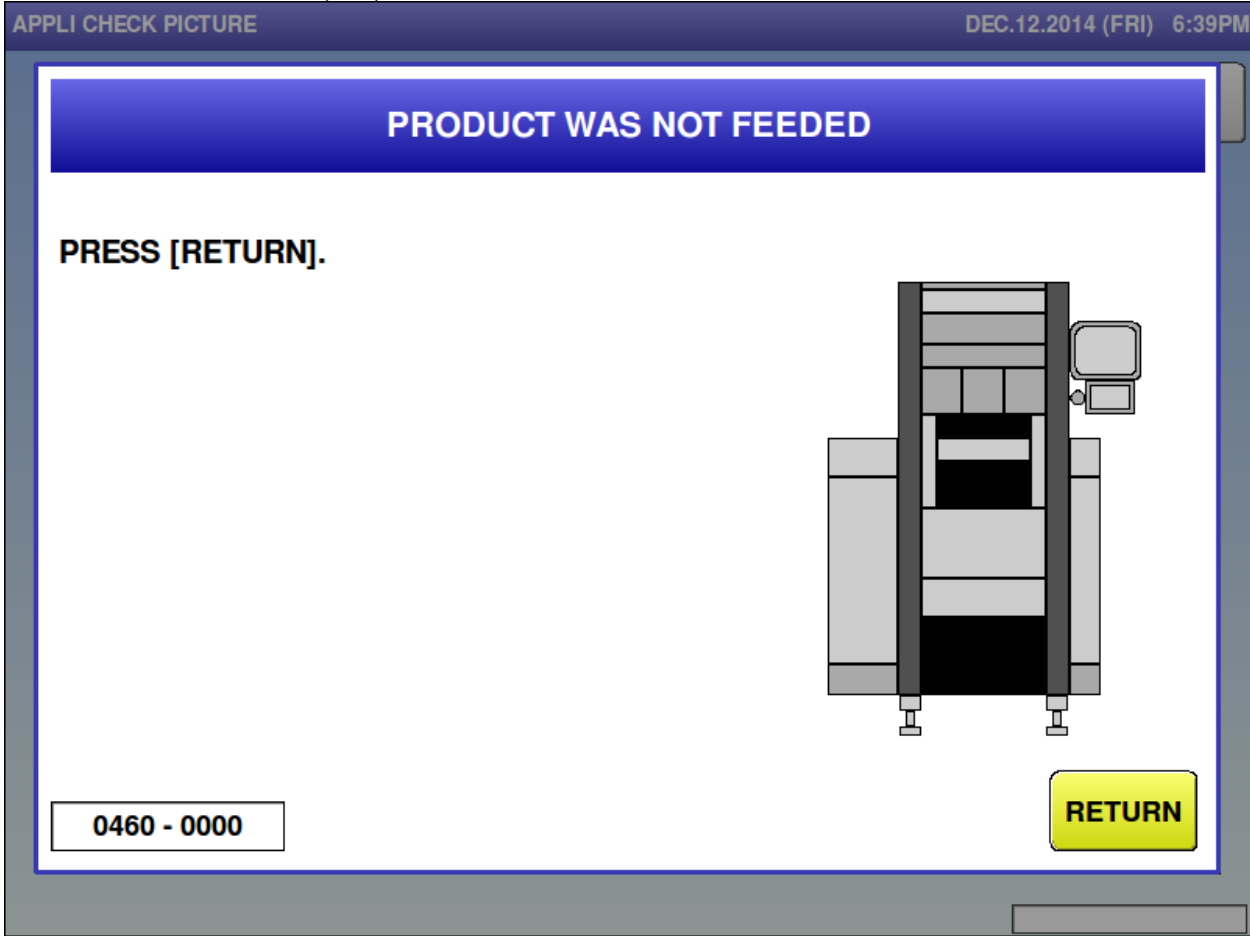 APPLI CHECK PICTURE DEC.12.2014 (FRI) 6:39PM
PRODUCT WAS NOT FEEDED
PRESS [RETURN].
0460 - 0000
RETURN